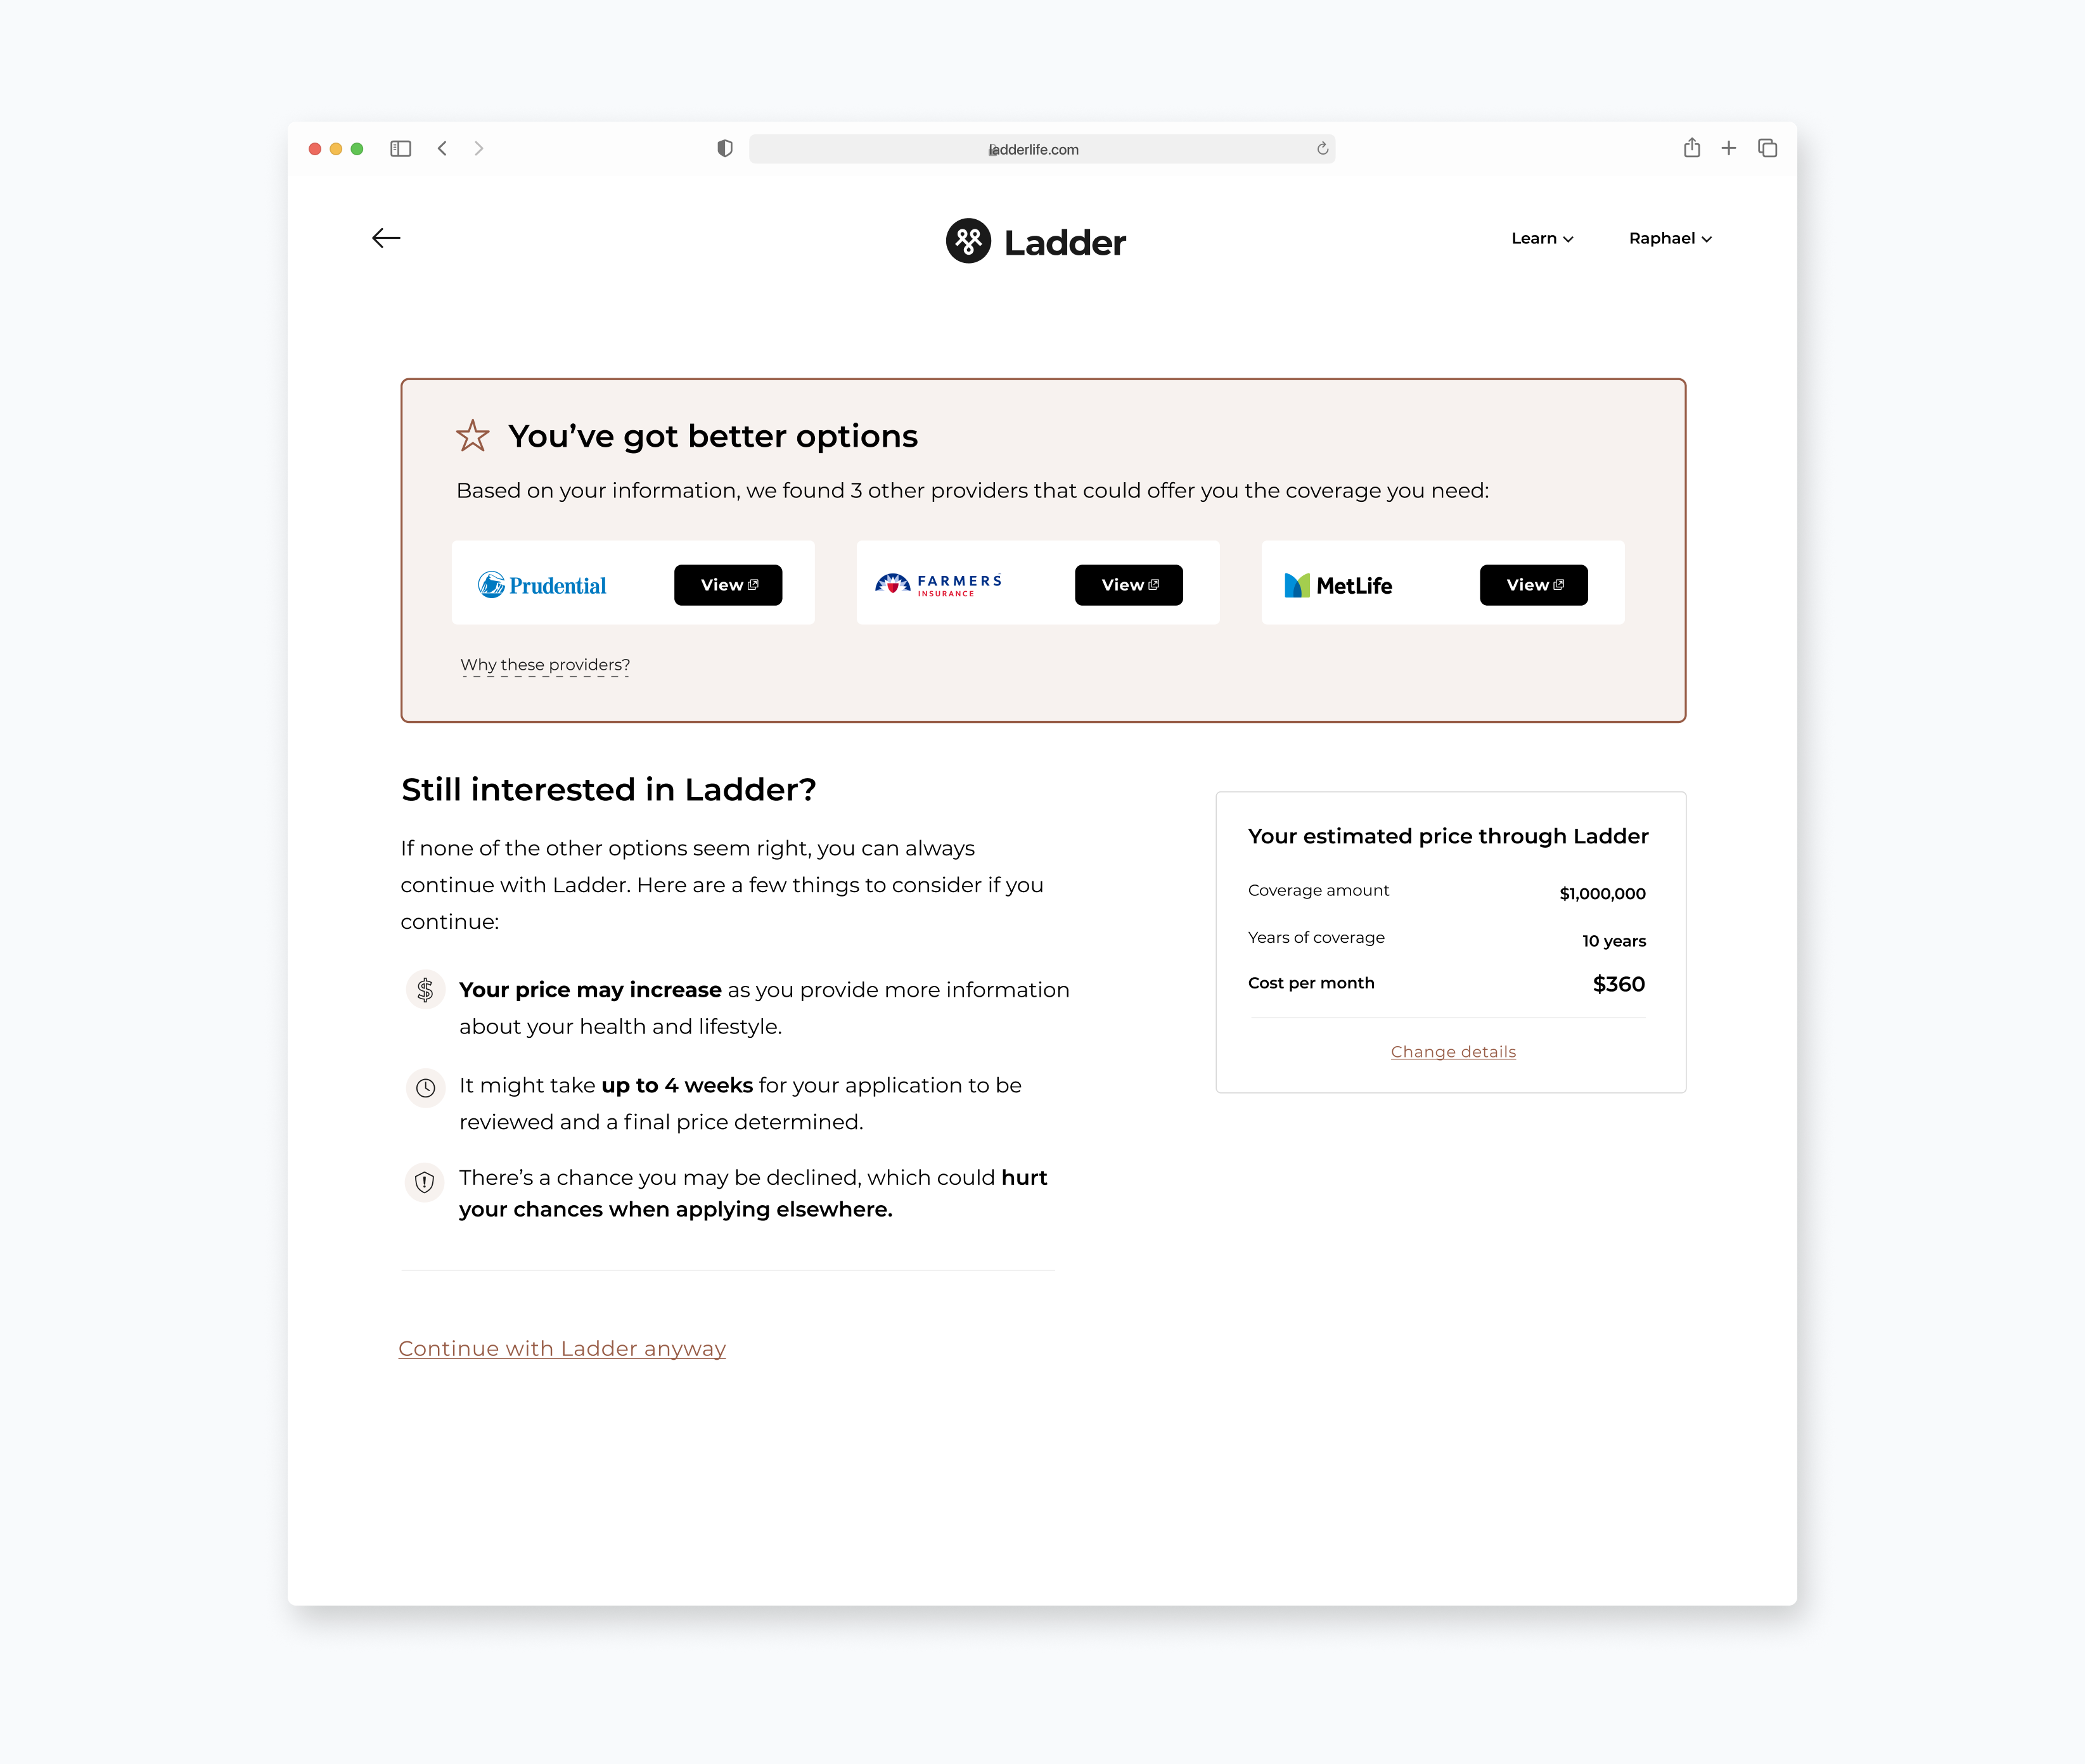 ladderlife.com
Ladder
Learn
Raphael
You’ve got better options
Based on your information, we found 3 other providers that could offer you the coverage you need:
Prudential
View
FARMERS
INSURANCE
View
MetLife
View
Why these providers?
Still interested in Ladder?
If none of the other options seem right, you can always
continue with Ladder. Here are a few things to consider if you
continue:
Your price may increase as you provide more information
about your health and lifestyle.
It might take up to 4 weeks for your application to be
reviewed and a final price determined.
There’s a chance you may be declined, which could hurt
your chances when applying elsewhere.
Continue with Ladder anyway
Your estimated price through Ladder
Coverage amount $1,000,000
Years of coverage 10 years
Cost per month $360
Change details